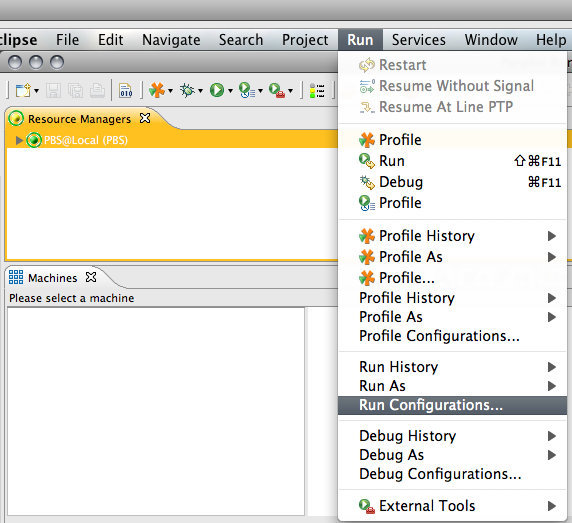 clipse File Edit Navigate Search Project Run Services Window Help
Restart
Resume Without Signal
Resume At Line PTP
010
Resource Managers
PBS@Local (PBS)
Profile
Run ⇧⌘F11
Debug ⌘F11
Profile
Profile History
Profile As
Profile...
Machines
Please select a machine
Profile History
Profile As
Profile Configurations...
Run History
Run As
Run Configurations...
Debug History
Debug As
Debug Configurations...
External Tools